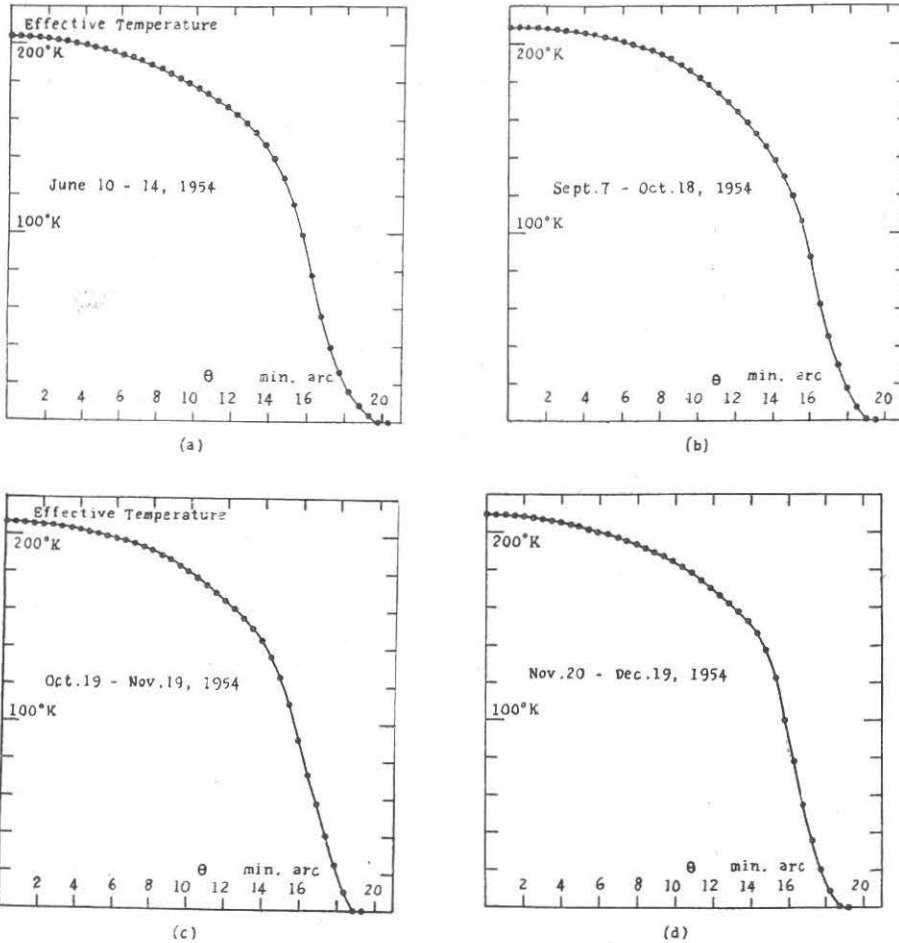 Effective Temperature
200°K
100°K
June 10 - 14, 1954
θ min. arc
2 4 6 8 10 12 14 16 20
(a)
200°K
100°K
Sept.7 - Oct.18, 1954
θ min. arc
2 4 6 8 10 12 14 16 20
(b)
Effective Temperature
200°K
Oct.19 - Nov.19, 1954
100°K
θ min. arc
2 4 6 8 10 12 14 16 20
(c)
200°K
Nov.20 - Dec.19, 1954
100°K
θ min. arc
2 4 6 8 10 12 14 16 20
(d)